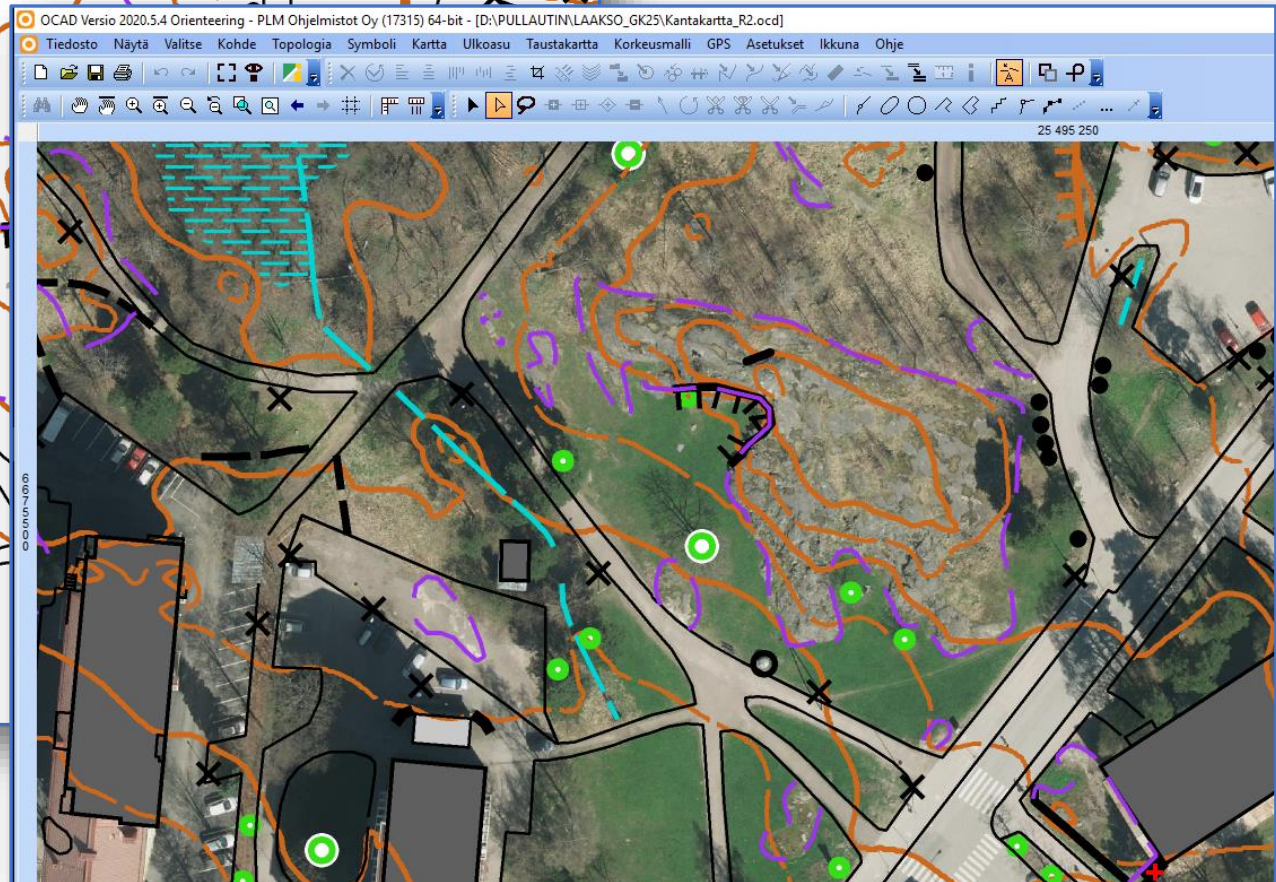 OCAD Versio 2020.5.4 Orienteering - PLM Ohjelmistot Oy (17315) 64-bit - [D:\PULLAUTIN\LAAKSO_GK25\Kantakartta_R2.ocd]
Tiedosto Näytä Valitse Kohde Topologia Symboli Kartta Ulkoasu Taustakartta Korkeusmalli GPS Asetukset Ikkuna Ohje
25 495 250
6675500